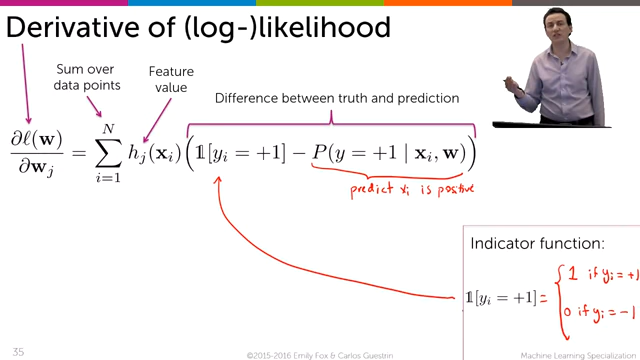 Derivative of (log-)likelihood
Sum over data points
Feature value
Difference between truth and prediction
∂ℓ(w)/∂w_j = ∑_{i=1}^{N} h_j(x_i)(𝟙[y_i = +1] − P(y = +1 | x_i, w))
predict x_i is positive
Indicator function:
𝟙[y_i = +1] = { 1 if y_i = +1
0 if y_i = −1
35
©2015-2016 Emily Fox & Carlos Guestrin
Machine Learning Specialization